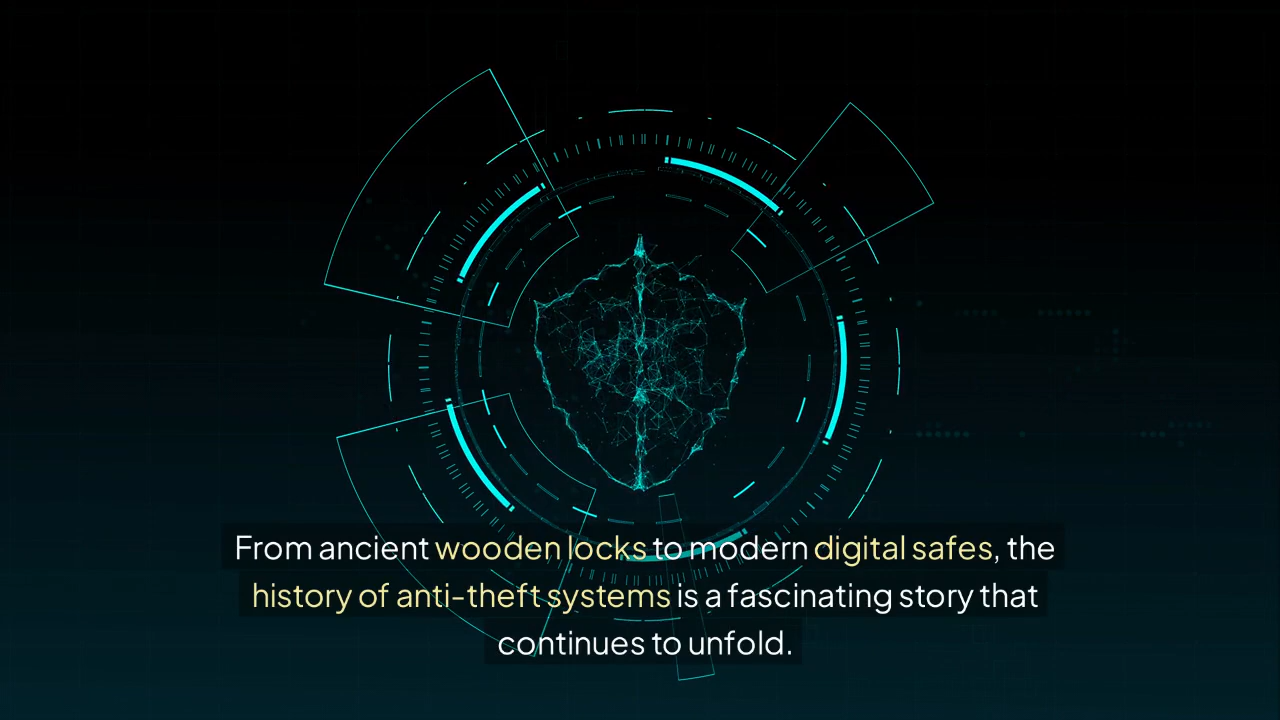 From ancient wooden locks to modern digital safes, the
history of anti-theft systems is a fascinating story that
continues to unfold.